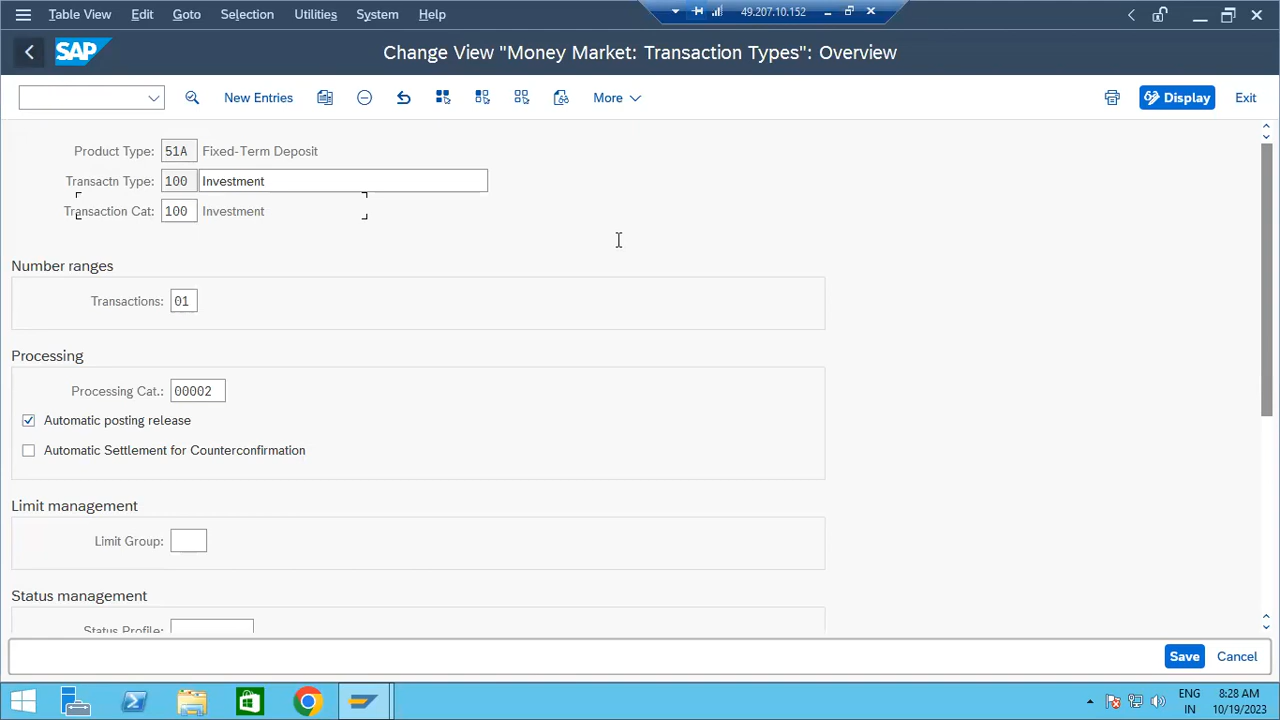 Table View Edit Goto Selection Utilities System Help
49.207.10.152
SAP
Change View "Money Market: Transaction Types": Overview
New Entries More Display Exit
Product Type: 51A Fixed-Term Deposit
Transactn Type: 100 Investment
Transaction Cat: 100 Investment
Number ranges
Transactions: 01
Processing
Processing Cat.: 00002
Automatic posting release
Automatic Settlement for Counterconfirmation
Limit management
Limit Group:
Status management
Status Profile:
Save Cancel
ENG 8:28 AM
IN 10/19/2023